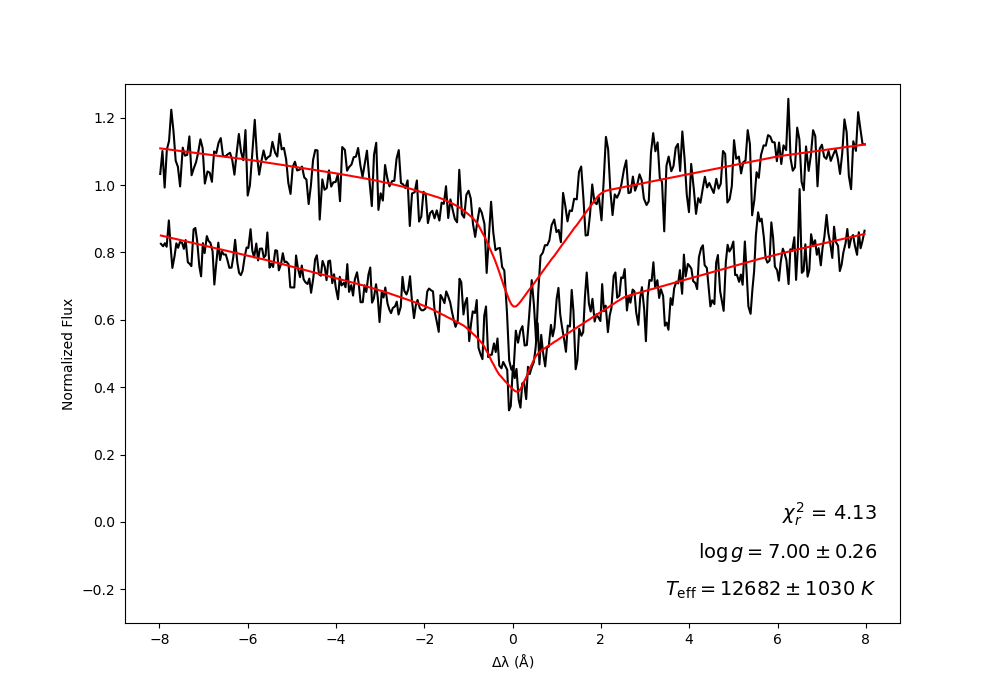 1.2
1.0
0.8
0.6
0.4
0.2
0.0
−0.2
Normalized Flux
χ_r^2 = 4.13
log g = 7.00 ± 0.26
T_eff = 12682 ± 1030 K
−8 −6 −4 −2 0 2 4 6 8
Δλ (Å)